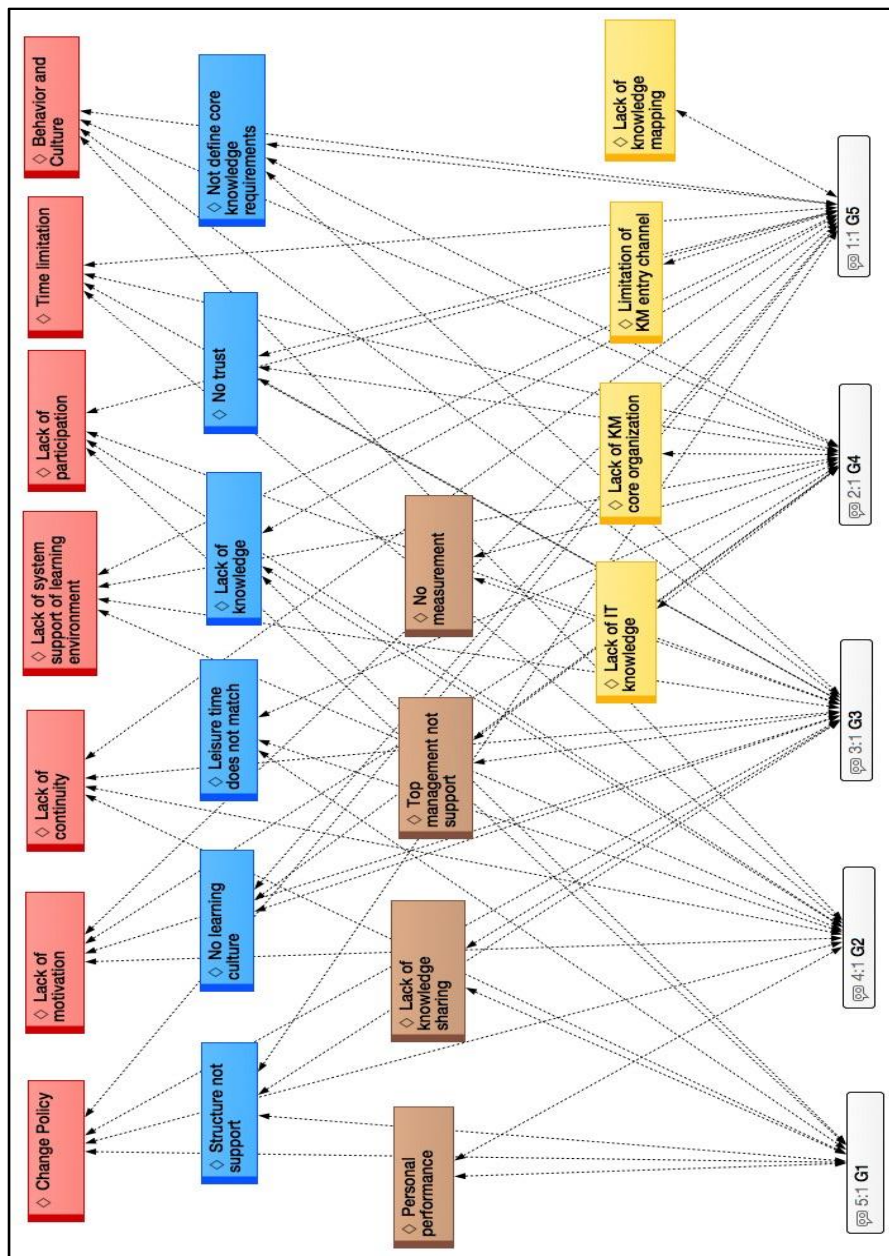 ◇ Change Policy
◇ Lack of
motivation
◇ Lack of
continuity
◇ Lack of system
support of learning
environment
◇ Lack of
participation
◇ Time limitation
◇ Behavior and
Culture
◇ Structure not
support
◇ No learning
culture
◇ Leisure time
does not match
◇ Lack of
knowledge
◇ No trust
◇ Not define core
knowledge
requirements
◇ Personal
performance
◇ Lack of
knowledge
sharing
◇ Top
management not
support
◇ No
measurement
◇ Lack of IT
knowledge
◇ Lack of KM
core organization
◇ Limitation of
KM entry channel
◇ Lack of
knowledge
mapping
5:1 G1
4:1 G2
3:1 G3
2:1 G4
1:1 G5